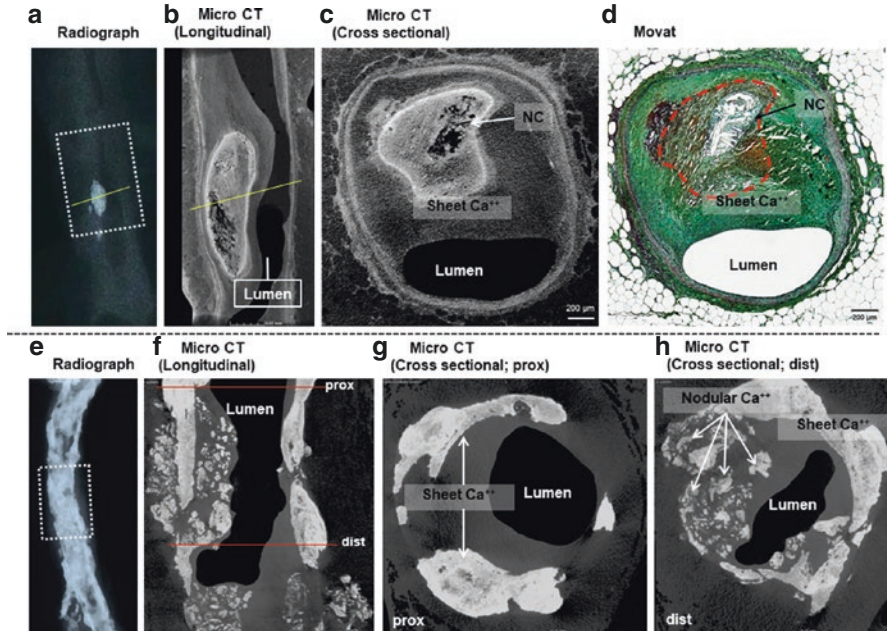 a
Radiograph
b
Micro CT
(Longitudinal)
Lumen
c
Micro CT
(Cross sectional)
NC
Sheet Ca⁺⁺
Lumen
200 µm
d
Movat
NC
Sheet Ca⁺⁺
Lumen
200 µm
e
Radiograph
f
Micro CT
(Longitudinal)
prox
Lumen
dist
g
Micro CT
(Cross sectional; prox)
Sheet Ca⁺⁺
Lumen
prox
h
Micro CT
(Cross sectional; dist)
Nodular Ca⁺⁺
Sheet Ca⁺⁺
Lumen
dist